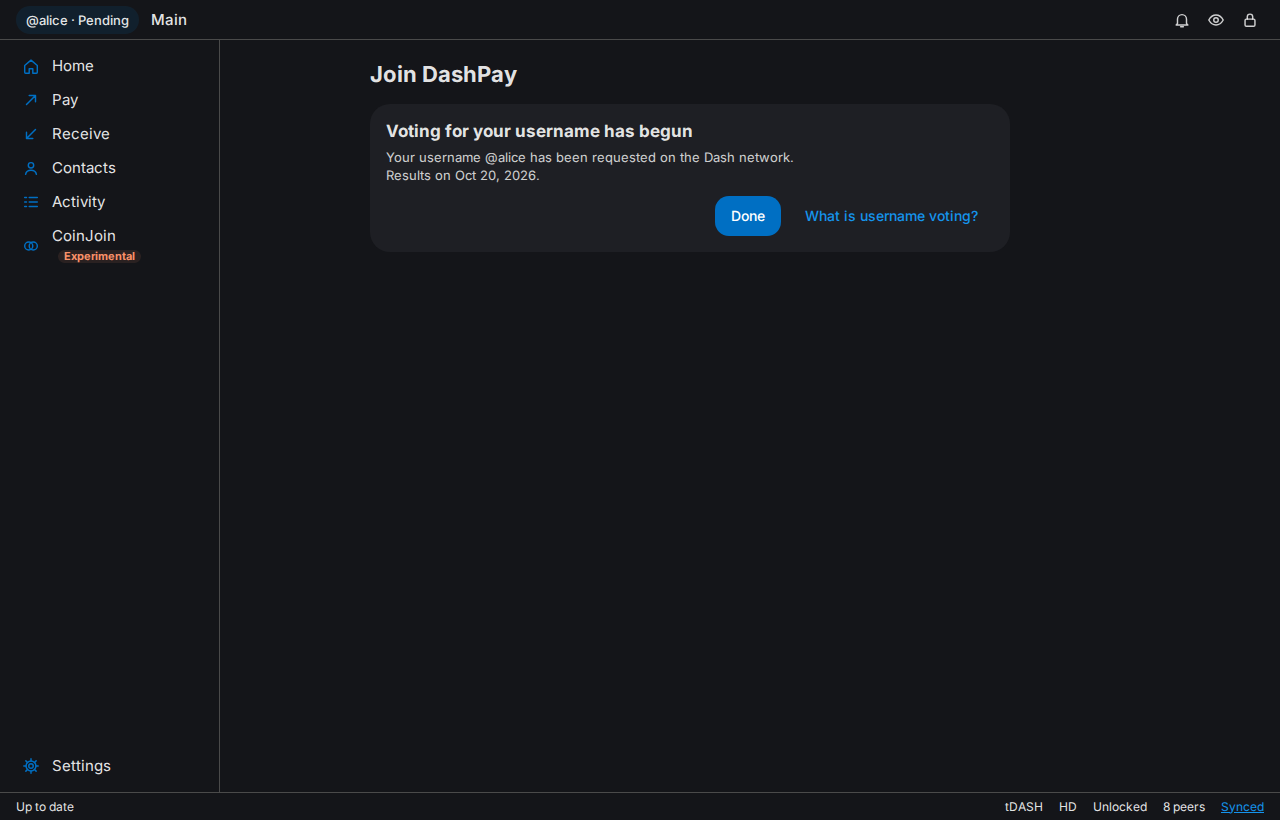 @alice · Pending
Main
Home
Pay
Receive
Contacts
Activity
CoinJoin
Experimental
Settings
Join DashPay
Voting for your username has begun
Your username @alice has been requested on the Dash network.
Results on Oct 20, 2026.
Done
What is username voting?
Up to date
tDASH
HD
Unlocked
8 peers
Synced